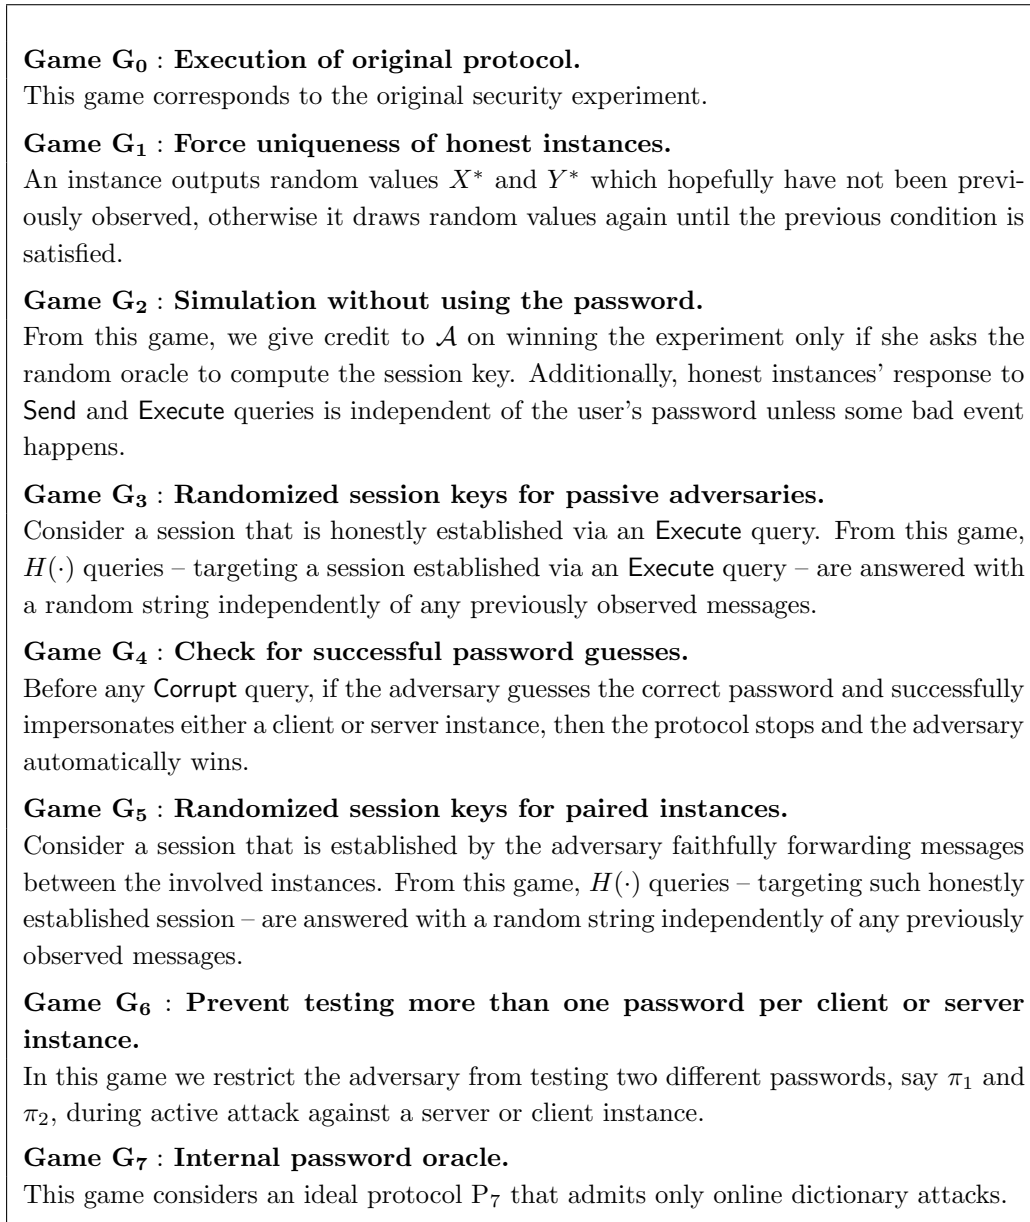 Game G₀ : Execution of original protocol.
This game corresponds to the original security experiment.
Game G₁ : Force uniqueness of honest instances.
An instance outputs random values X* and Y* which hopefully have not been previ-
ously observed, otherwise it draws random values again until the previous condition is
satisfied.
Game G₂ : Simulation without using the password.
From this game, we give credit to 𝒜 on winning the experiment only if she asks the
random oracle to compute the session key. Additionally, honest instances' response to
Send and Execute queries is independent of the user's password unless some bad event
happens.
Game G₃ : Randomized session keys for passive adversaries.
Consider a session that is honestly established via an Execute query. From this game,
H(·) queries – targeting a session established via an Execute query – are answered with
a random string independently of any previously observed messages.
Game G₄ : Check for successful password guesses.
Before any Corrupt query, if the adversary guesses the correct password and successfully
impersonates either a client or server instance, then the protocol stops and the adversary
automatically wins.
Game G₅ : Randomized session keys for paired instances.
Consider a session that is established by the adversary faithfully forwarding messages
between the involved instances. From this game, H(·) queries – targeting such honestly
established session – are answered with a random string independently of any previously
observed messages.
Game G₆ : Prevent testing more than one password per client or server
instance.
In this game we restrict the adversary from testing two different passwords, say π₁ and
π₂, during active attack against a server or client instance.
Game G₇ : Internal password oracle.
This game considers an ideal protocol P₇ that admits only online dictionary attacks.